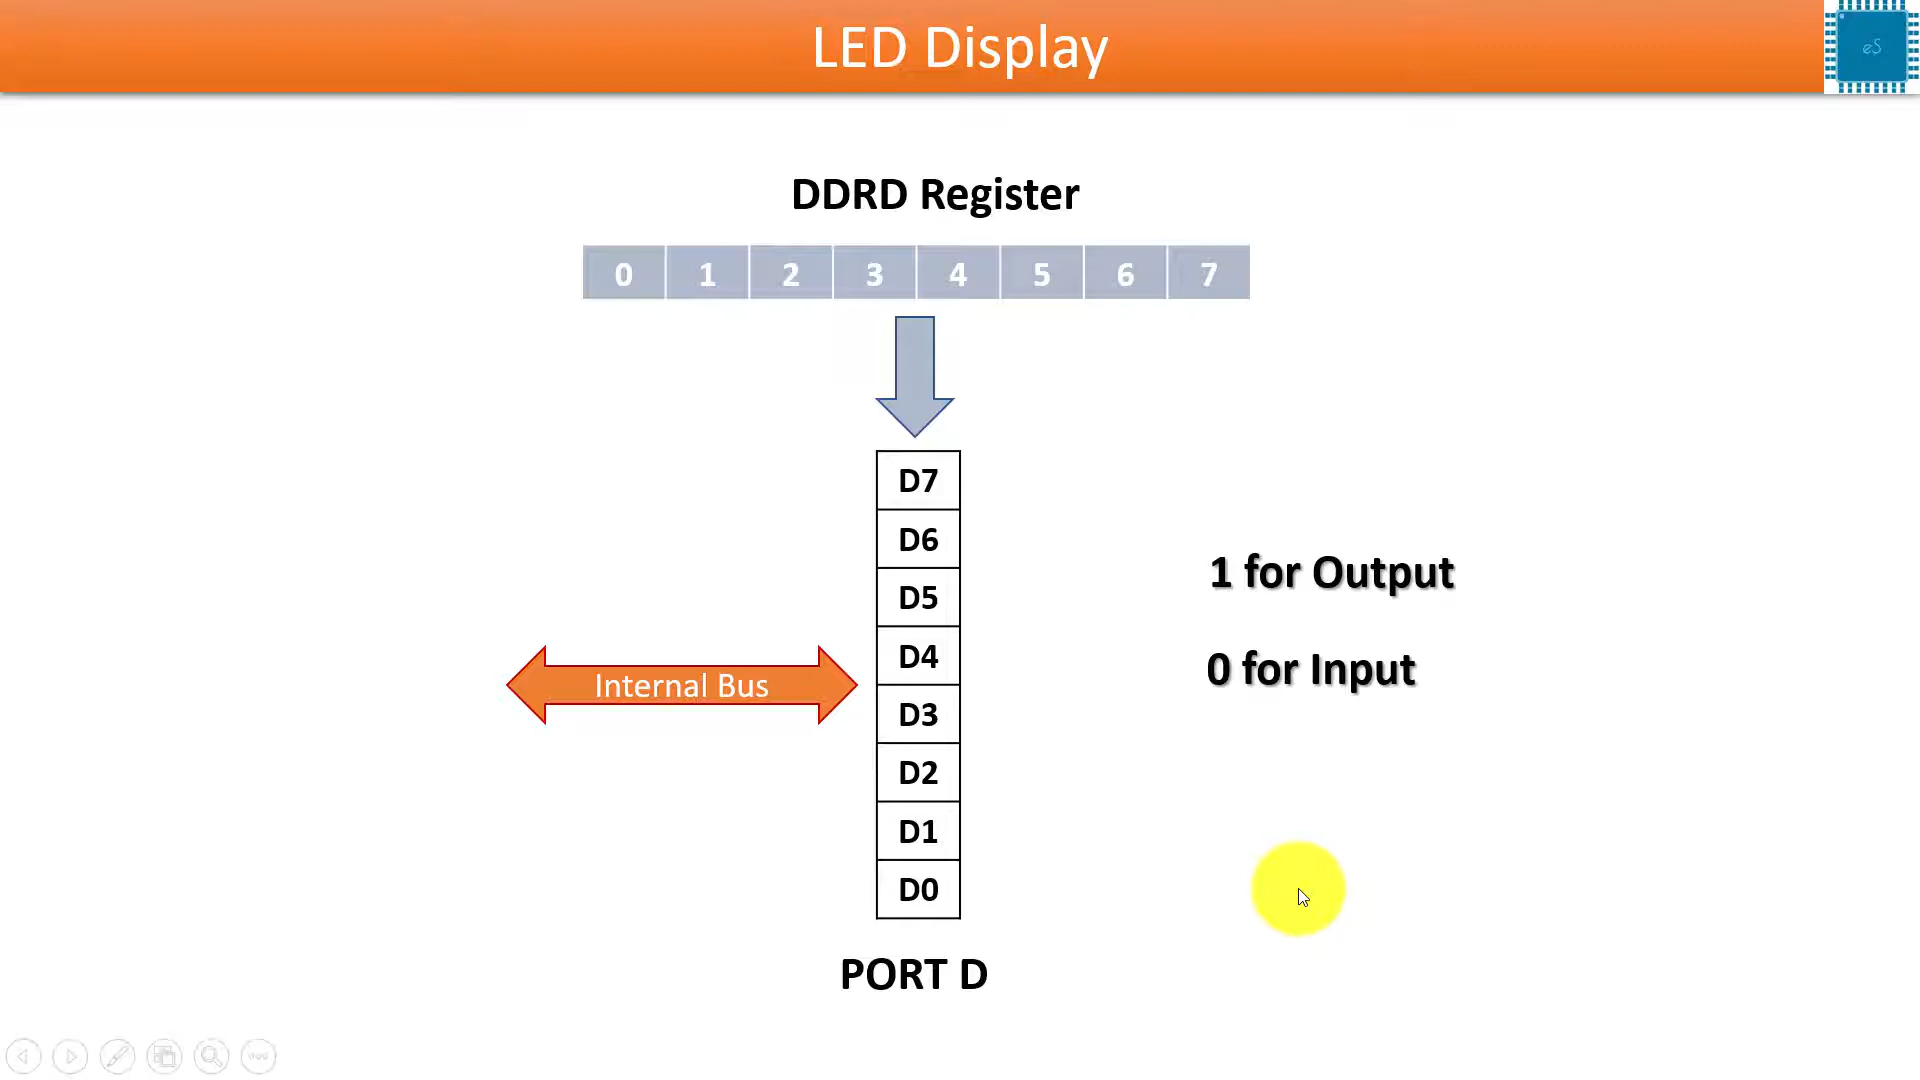 LED Display
eS
DDRD Register
0 1 2 3 4 5 6 7
D7
D6
D5
D4
D3
D2
D1
D0
Internal Bus
1 for Output
0 for Input
PORT D